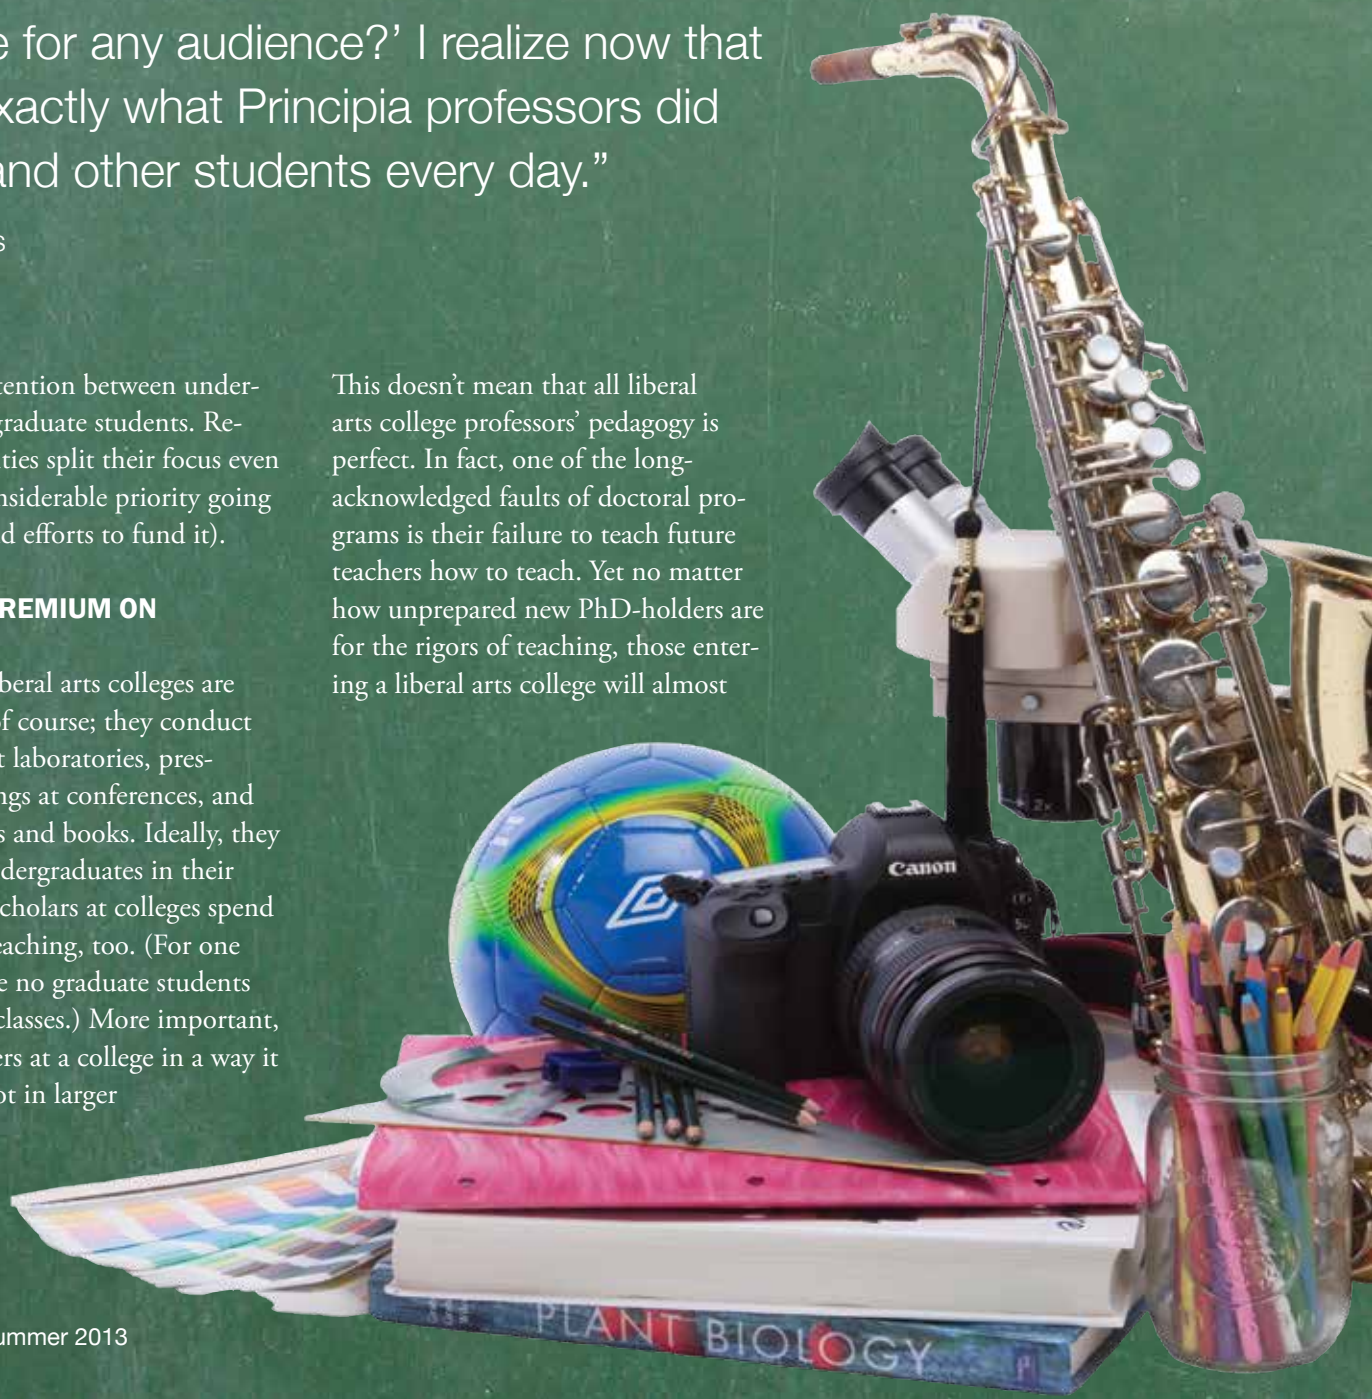 e for any audience?’ I realize now that
xactly what Principia professors did
and other students every day.”
s
tention between under-
graduate students. Re-
ties split their focus even
nsiderable priority going
d efforts to fund it).
REMIUM ON
beral arts colleges are
of course; they conduct
t laboratories, pres-
ngs at conferences, and
s and books. Ideally, they
dergraduates in their
cholars at colleges spend
eaching, too. (For one
e no graduate students
classes.) More important,
ers at a college in a way it
ot in larger
This doesn’t mean that all liberal
arts college professors’ pedagogy is
perfect. In fact, one of the long-
acknowledged faults of doctoral pro-
grams is their failure to teach future
teachers how to teach. Yet no matter
how unprepared new PhD-holders are
for the rigors of teaching, those enter-
ing a liberal arts college will almost
2x
Canon
PLANT BIOLOGY
ummer 2013